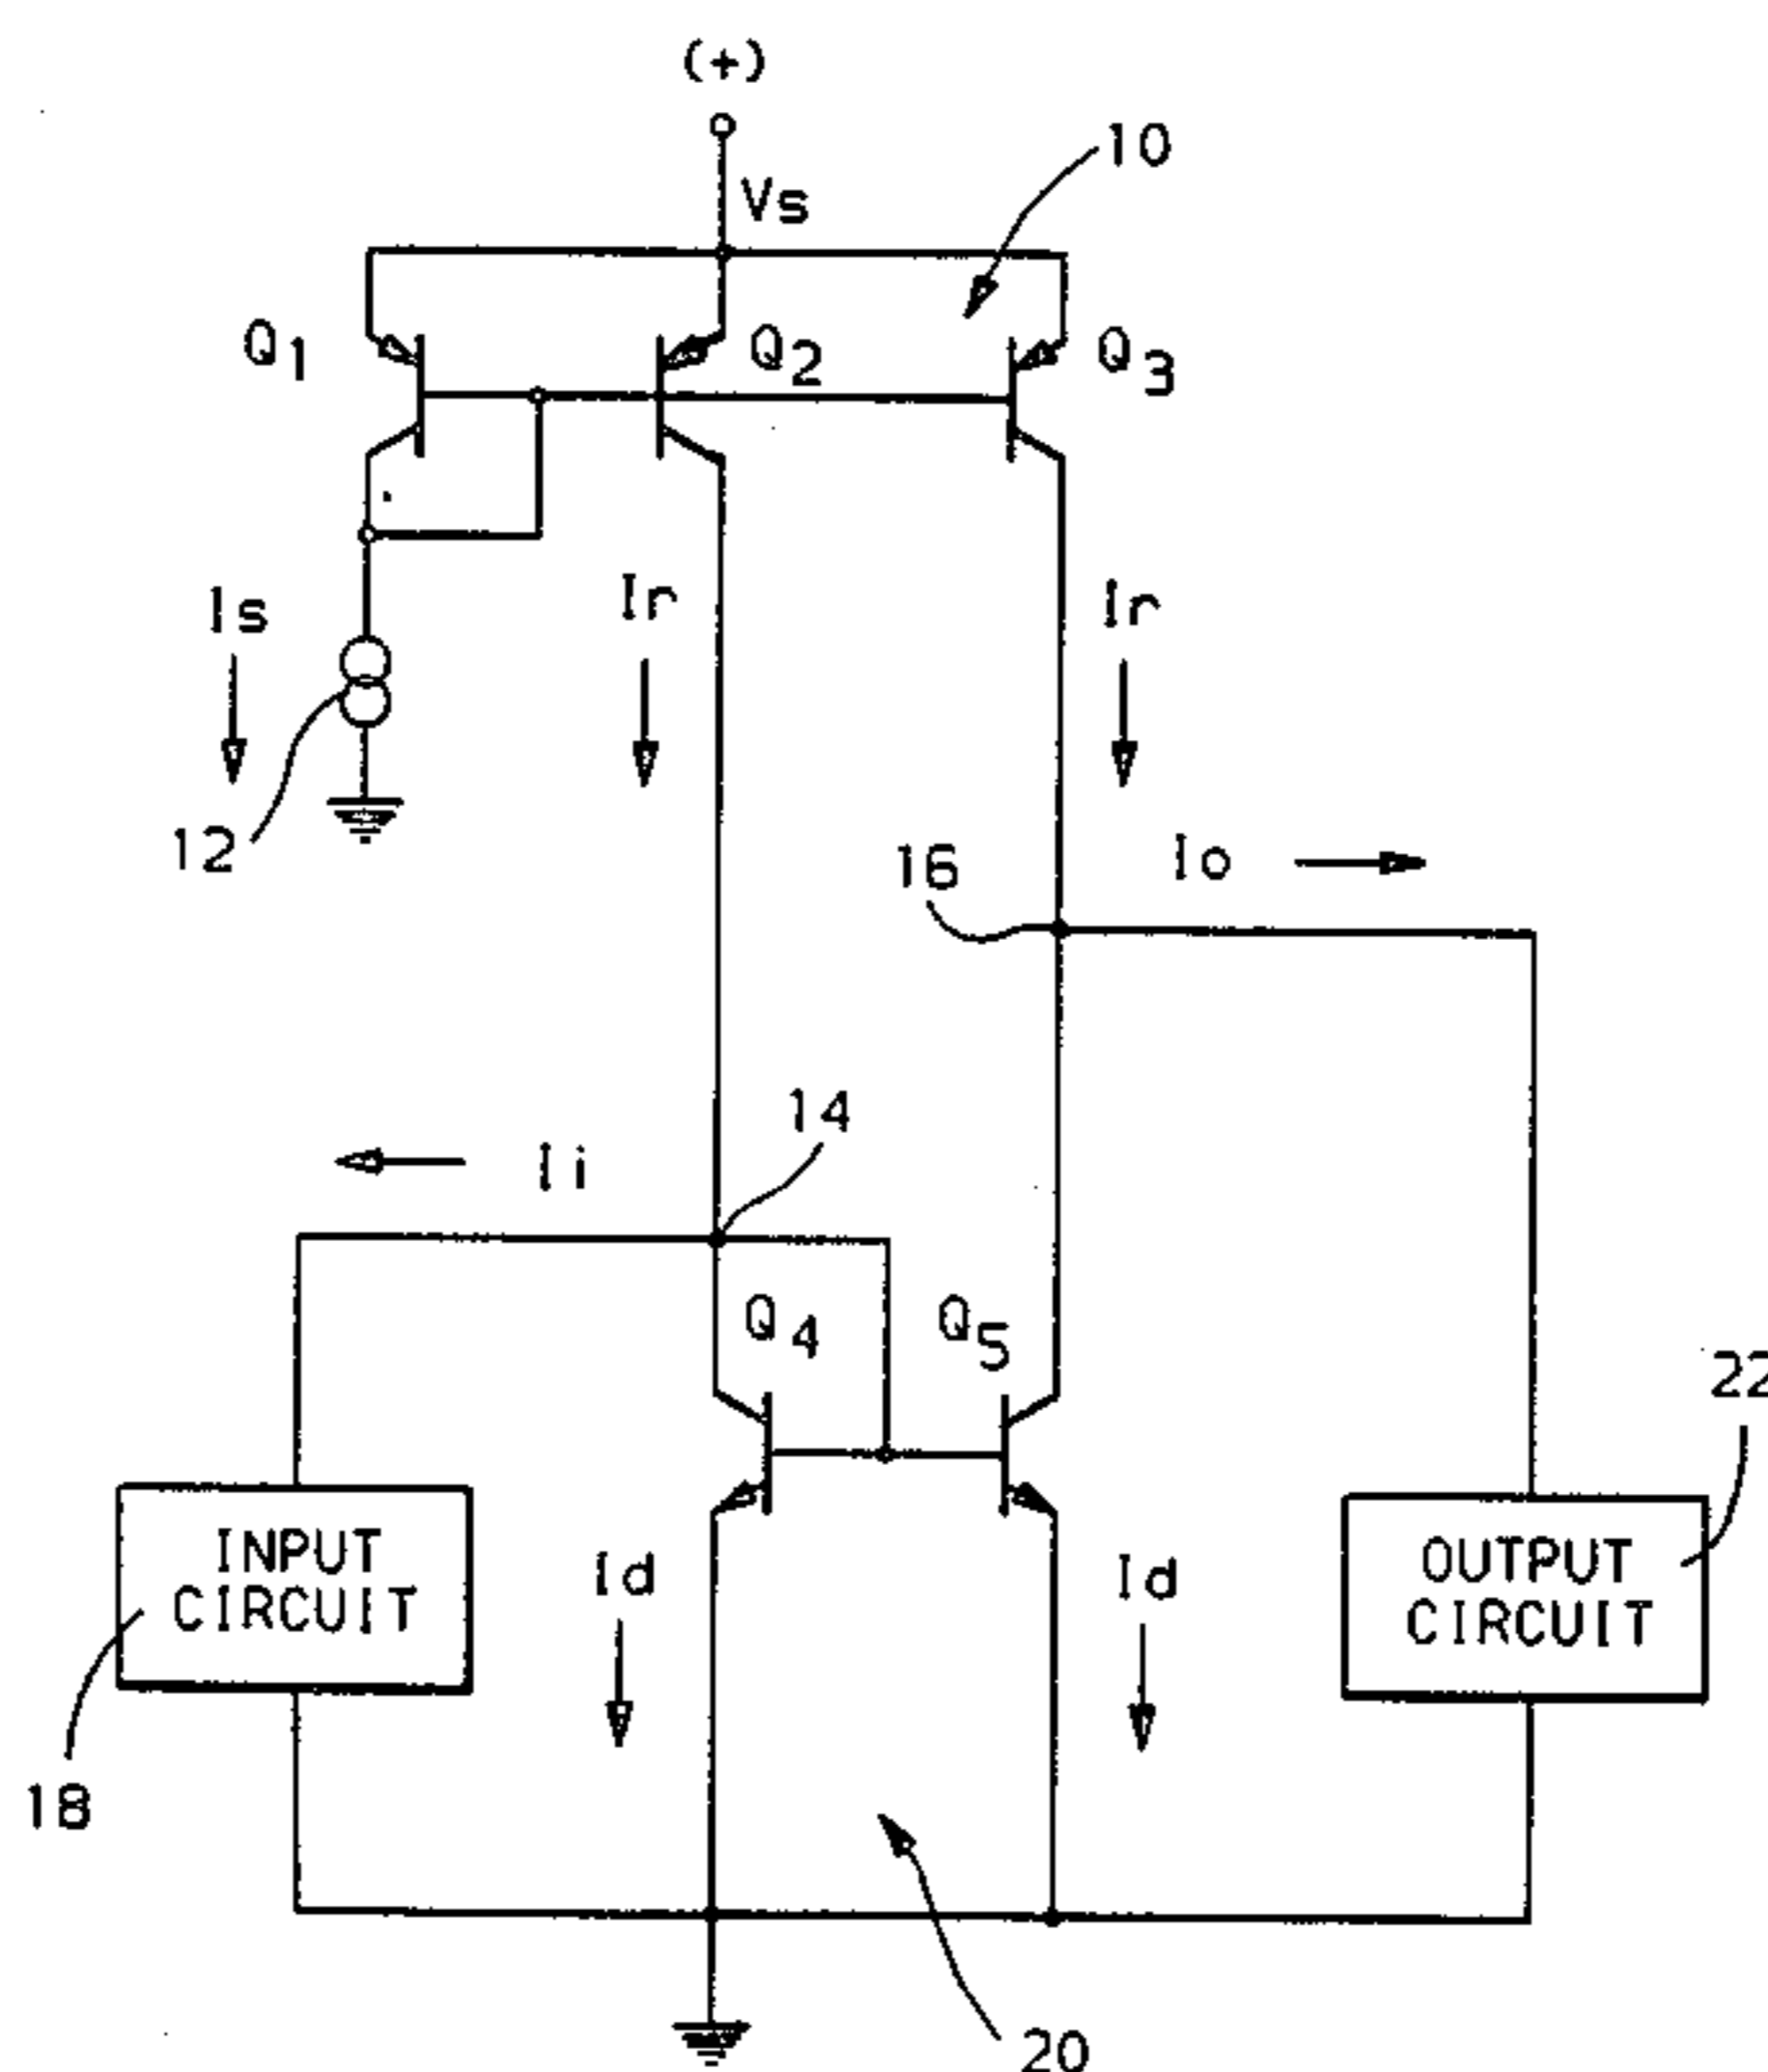 (+)
10
Vs
Q1
Q2
Q3
Is
Ir
Ir
12
16
Io
14
Ii
Q4
Q5
22
INPUT
CIRCUIT
Id
Id
OUTPUT
CIRCUIT
18
20